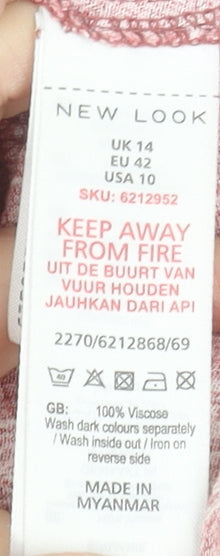 NEW LOOK
UK 14
EU 42
USA 10
SKU: 6212952
KEEP AWAY
FROM FIRE
UIT DE BUURT VAN
VUUR HOUDEN
JAUHKAN DARI API
2270/6212868/69
40
GB: 100% Viscose
Wash dark colours separately
/ Wash inside out / Iron on
reverse side
MADE IN
MYANMAR